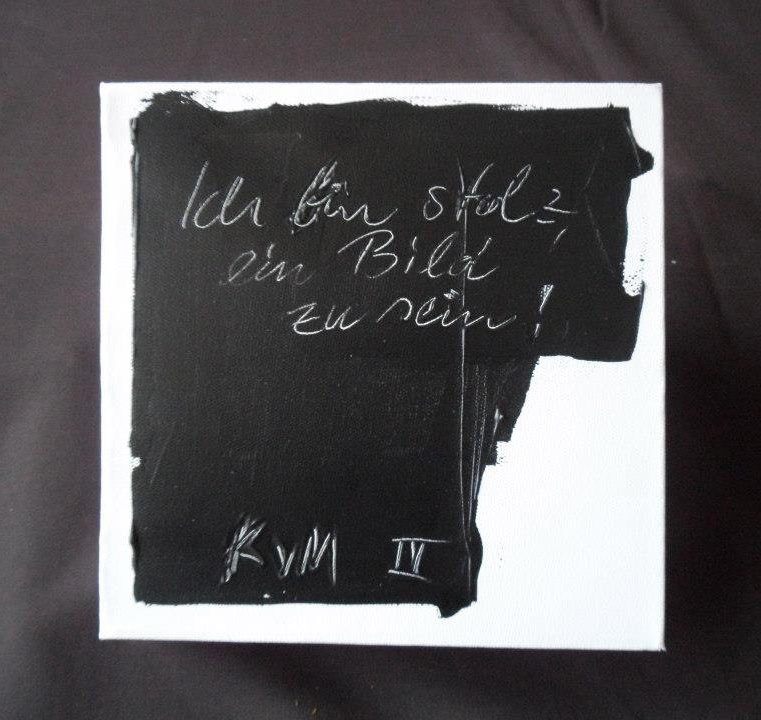 Ich bin stolz,
ein Bild
zu sein!
KvM IV